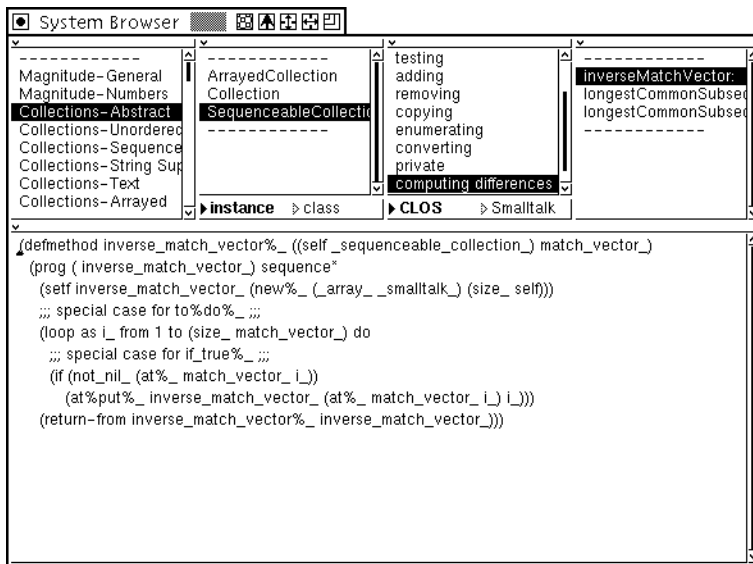 System Browser
------------
Magnitude-General
Magnitude-Numbers
Collections-Abstract
Collections-Unordered
Collections-Sequence
Collections-String Sup
Collections-Text
Collections-Arrayed
------------
ArrayedCollection
Collection
SequenceableCollectio
------------
instance class
testing
adding
removing
copying
enumerating
converting
private
computing differences
CLOS Smalltalk
------------
inverseMatchVector:
longestCommonSubsec
longestCommonSubsec
------------
(defmethod inverse_match_vector%_ ((self _sequenceable_collection_) match_vector_)
(prog ( inverse_match_vector_) sequence*
(setf inverse_match_vector_ (new%_ (_array_ _smalltalk_) (size_ self)))
;;; special case for to%do%_ ;;;
(loop as i_ from 1 to (size_ match_vector_) do
;;; special case for if_true%_ ;;;
(if (not_nil_ (at%_ match_vector_ i_))
(at%put%_ inverse_match_vector_ (at%_ match_vector_ i_) i_)))
(return-from inverse_match_vector%_ inverse_match_vector_)))